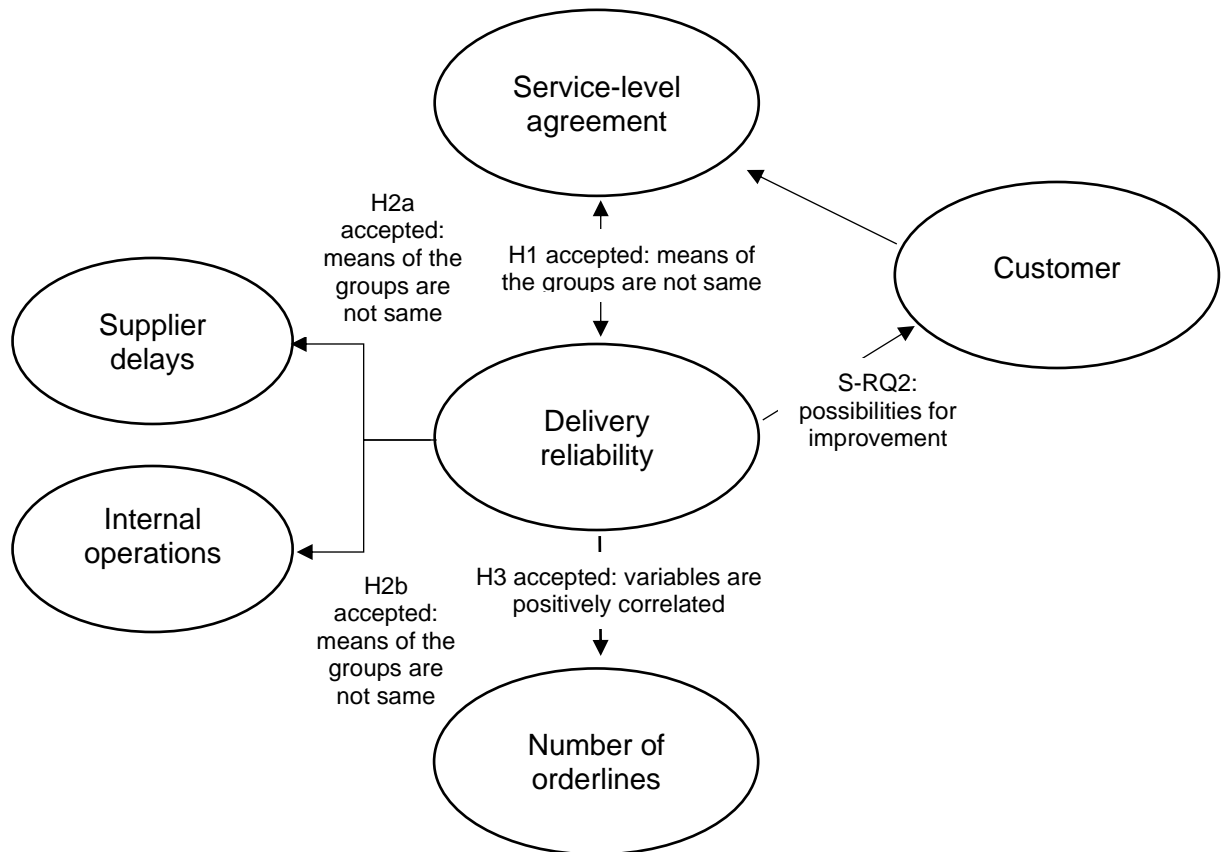 Service-level
agreement
H2a
accepted:
means of the
groups are
not same
H1 accepted: means of
the groups are not same
Customer
Supplier
delays
Delivery
reliability
S-RQ2:
possibilities for
improvement
Internal
operations
H2b
accepted:
means of the
groups are
not same
H3 accepted: variables are
positively correlated
Number of
orderlines